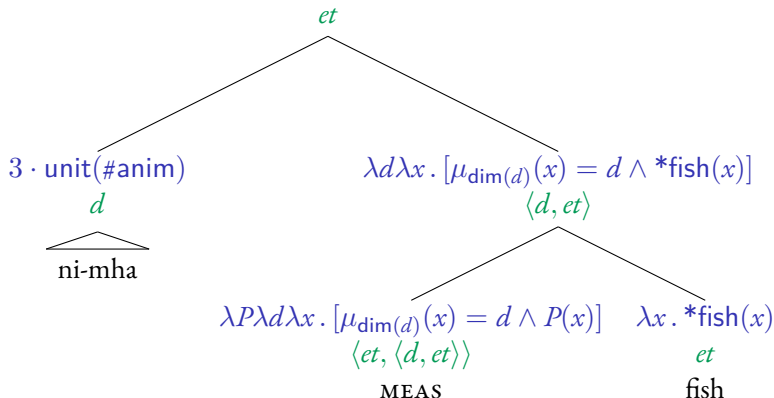 et
3 · unit(#anim)
d
ni-mha
λdλx . [μ_dim(d)(x) = d ∧ *fish(x)]
⟨d, et⟩
λPλdλx . [μ_dim(d)(x) = d ∧ P(x)]
⟨et, ⟨d, et⟩⟩
MEAS
λx . *fish(x)
et
fish